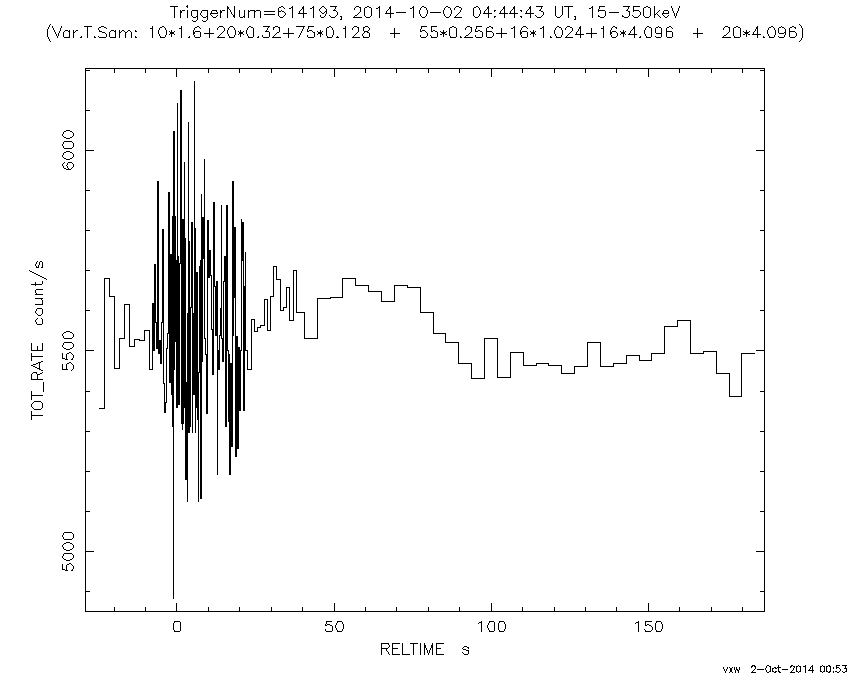 TriggerNum=614193, 2014-10-02 04:44:43 UT, 15-350keV
(Var.T.Sam: 10*1.6+20*0.32+75*0.128 + 55*0.256+16*1.024+16*4.096 + 20*4.096)
TOT_RATE count/s
6000
5500
5000
0 50 100 150
RELTIME s
vxw 2-Oct-2014 00:53